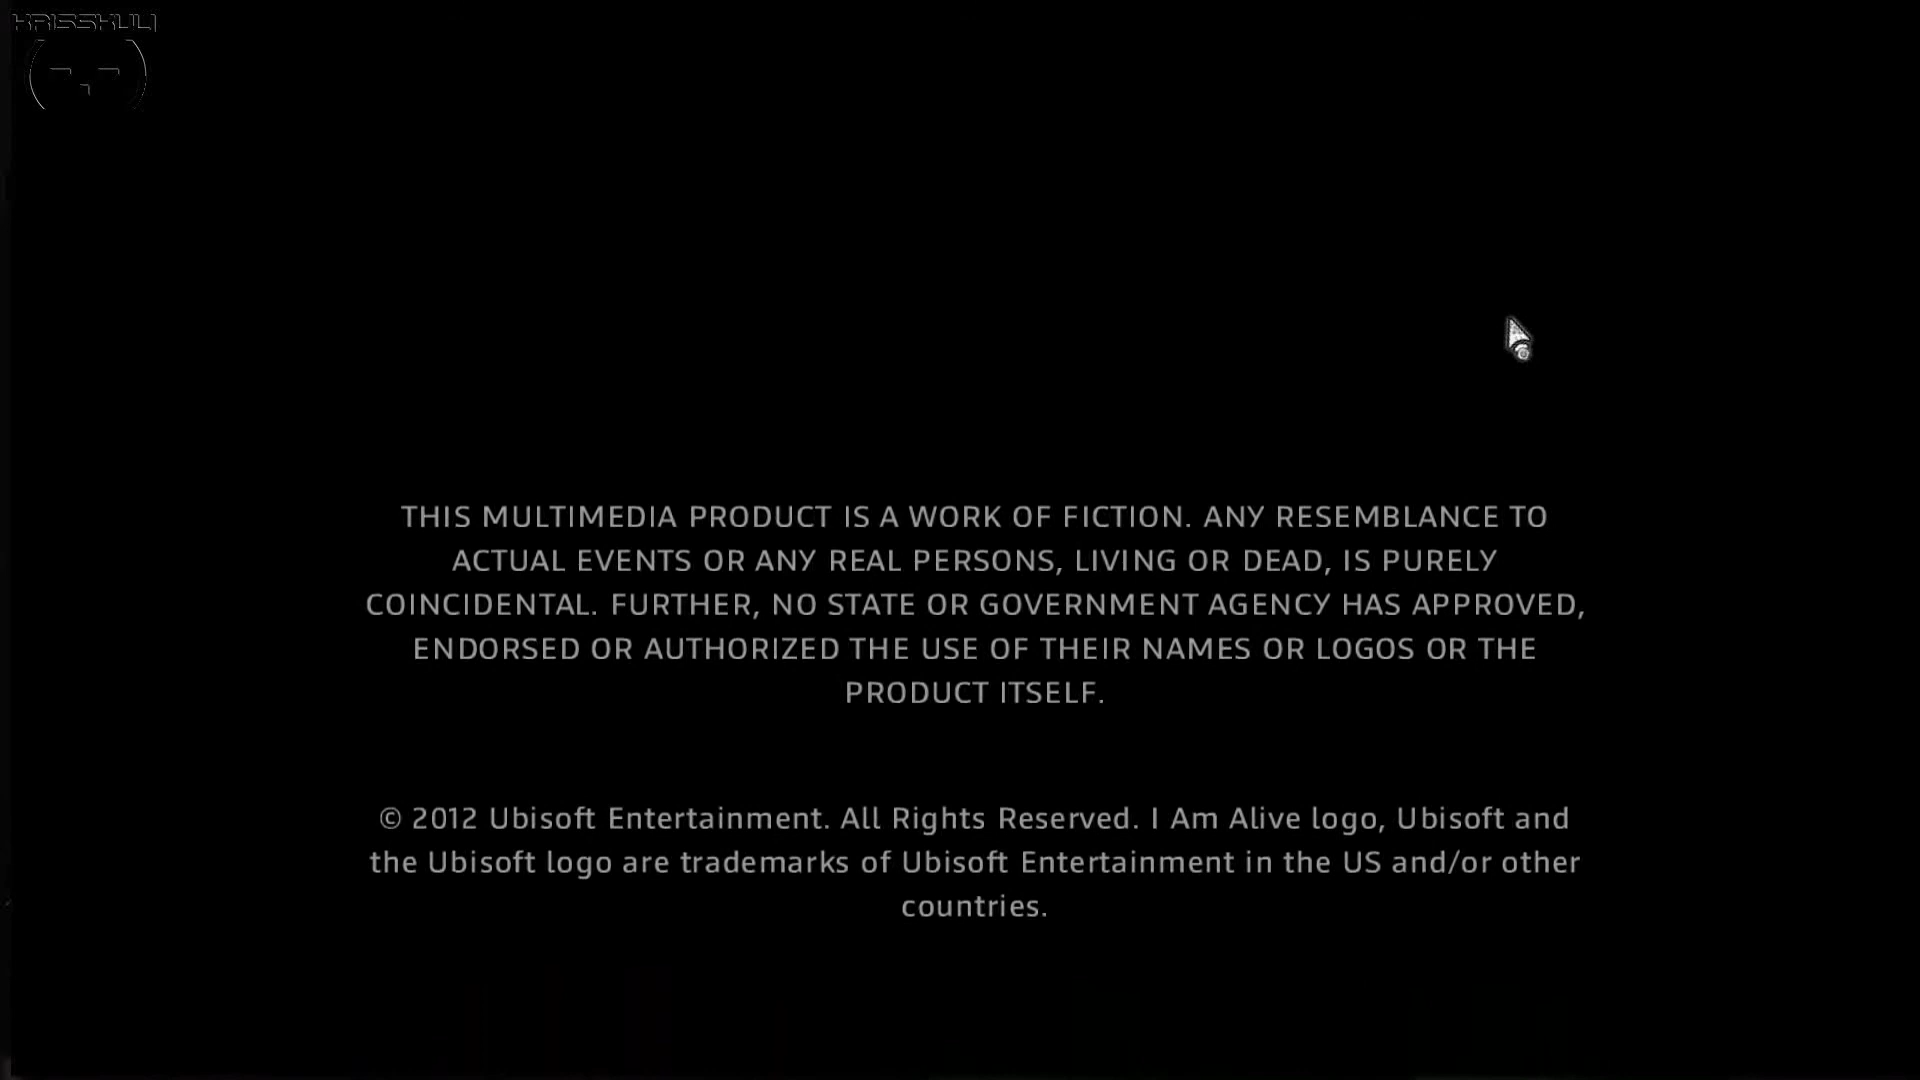 KRISSKULI
THIS MULTIMEDIA PRODUCT IS A WORK OF FICTION. ANY RESEMBLANCE TO
ACTUAL EVENTS OR ANY REAL PERSONS, LIVING OR DEAD, IS PURELY
COINCIDENTAL. FURTHER, NO STATE OR GOVERNMENT AGENCY HAS APPROVED,
ENDORSED OR AUTHORIZED THE USE OF THEIR NAMES OR LOGOS OR THE
PRODUCT ITSELF.
© 2012 Ubisoft Entertainment. All Rights Reserved. I Am Alive logo, Ubisoft and
the Ubisoft logo are trademarks of Ubisoft Entertainment in the US and/or other
countries.